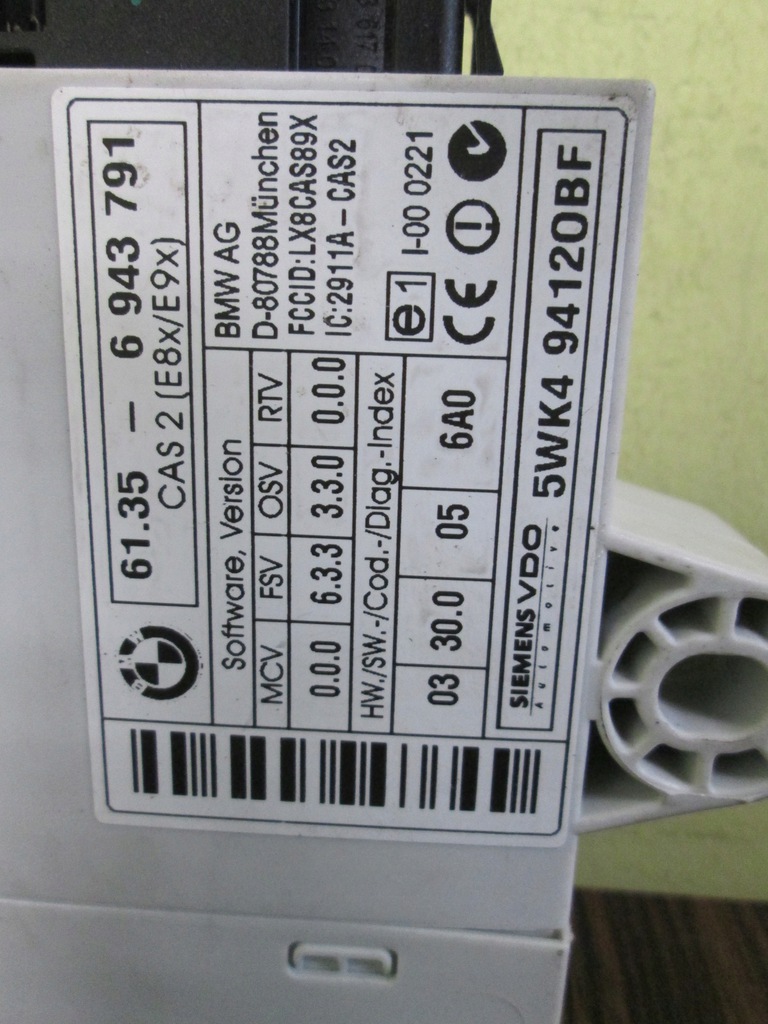 61.35 – 6 943 791
CAS 2 (E8x/E9x)
Software, Version
MCV FSV OSV RTV
0.0.0 6.3.3 3.3.0 0.0.0
HW./SW.-/Cod.-/Diag.-Index
03 30.0 05 6A0
BMW AG
D-80788München
FCCID:LX8CAS89X
IC:2911A – CAS2
e1 I-00 0221
CE
SIEMENS VDO 5WK4 94120BF
Automotive